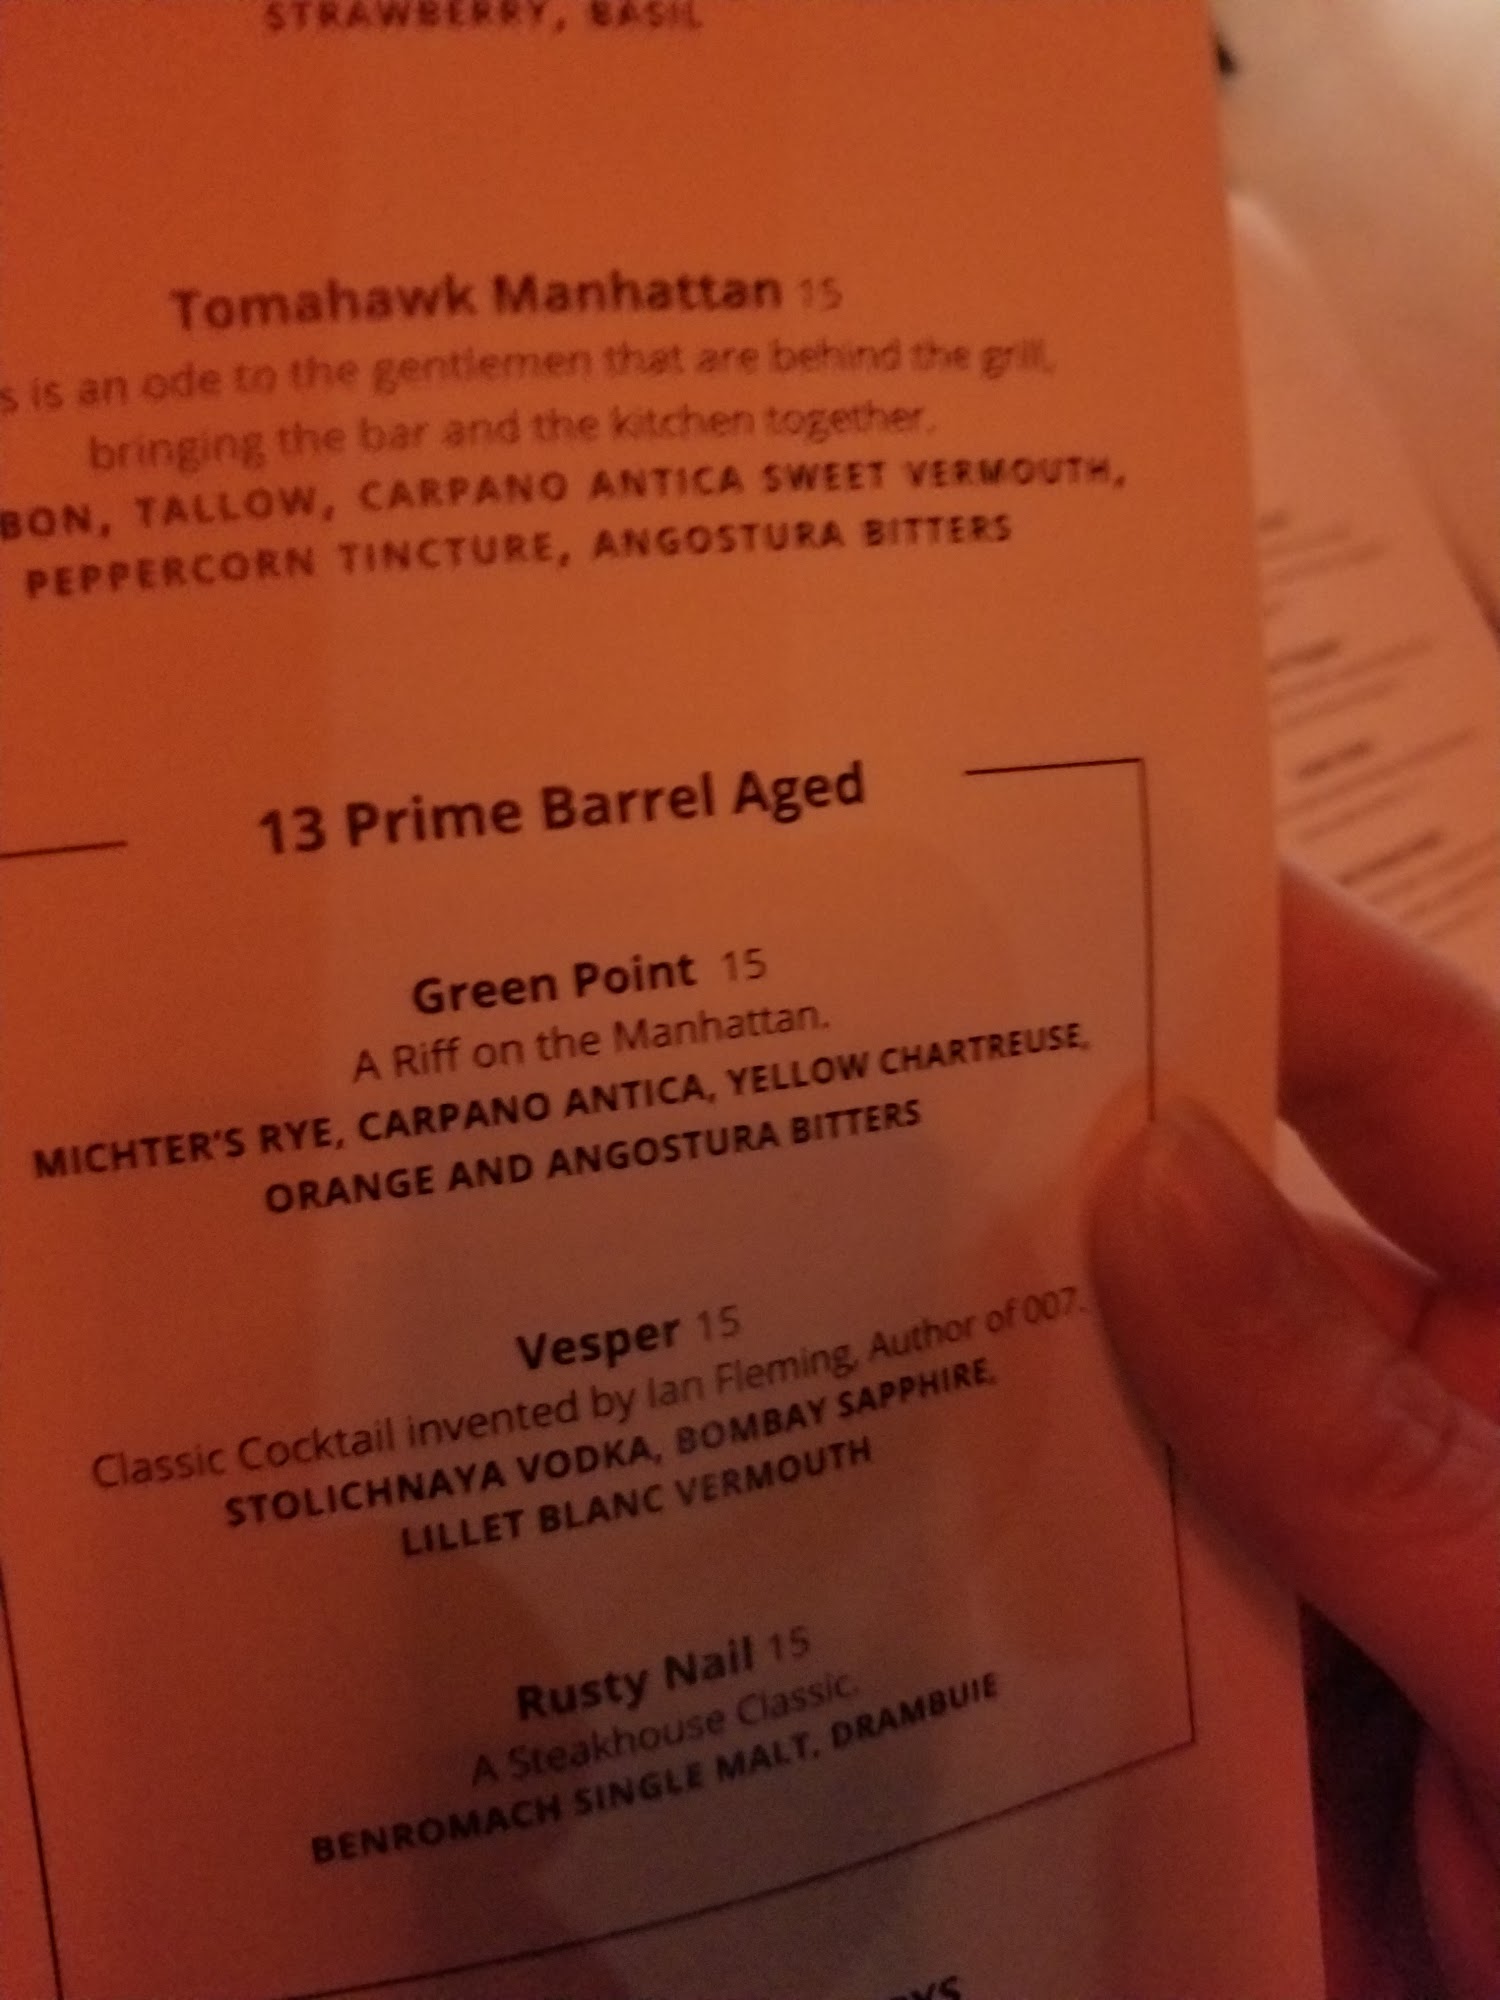 STRAWBERRY, BASIL
Tomahawk Manhattan 15
s is an ode to the gentlemen that are behind the grill,
bringing the bar and the kitchen together.
BON, TALLOW, CARPANO ANTICA SWEET VERMOUTH,
PEPPERCORN TINCTURE, ANGOSTURA BITTERS
13 Prime Barrel Aged
Green Point 15
A Riff on the Manhattan.
MICHTER'S RYE, CARPANO ANTICA, YELLOW CHARTREUSE,
ORANGE AND ANGOSTURA BITTERS
Vesper 15
Classic Cocktail invented by Ian Fleming, Author of 007.
STOLICHNAYA VODKA, BOMBAY SAPPHIRE,
LILLET BLANC VERMOUTH
Rusty Nail 15
A Steakhouse Classic.
BENROMACH SINGLE MALT, DRAMBUIE